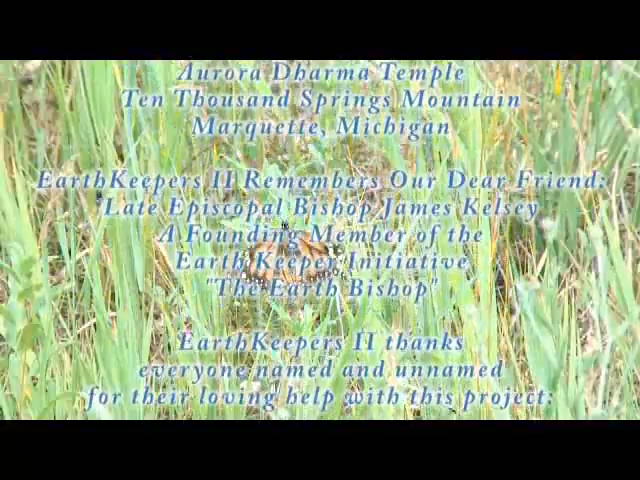 Aurora Dharma Temple
Ten Thousand Springs Mountain
Marquette, Michigan
EarthKeepers II Remembers Our Dear Friend:
Late Episcopal Bishop James Kelsey
A Founding Member of the
Earth Keeper Initiative
"The Earth Bishop"
EarthKeepers II thanks
everyone named and unnamed
for their loving help with this project: